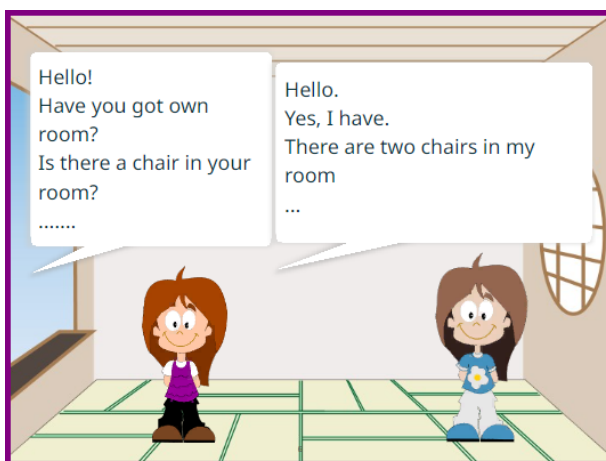 Hello!
Have you got own
room?
Is there a chair in your
room?
.......
Hello.
Yes, I have.
There are two chairs in my
room
...